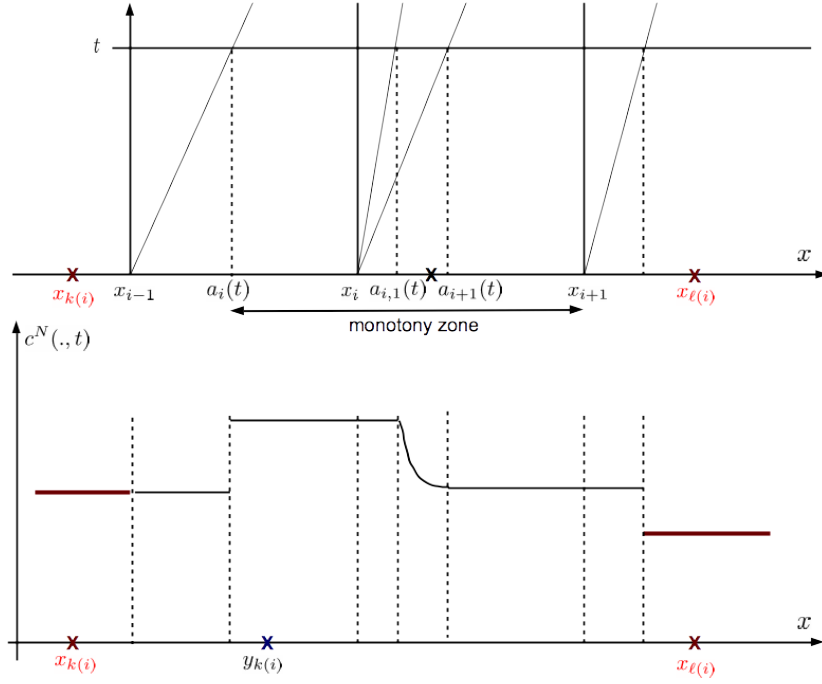 t
x
x_{k(i)} x_{i-1} a_i(t) x_i a_{i,1}(t) a_{i+1}(t) x_{i+1} x_{ℓ(i)}
monotony zone
c^N(., t)
x
x_{k(i)} y_{k(i)} x_{ℓ(i)}